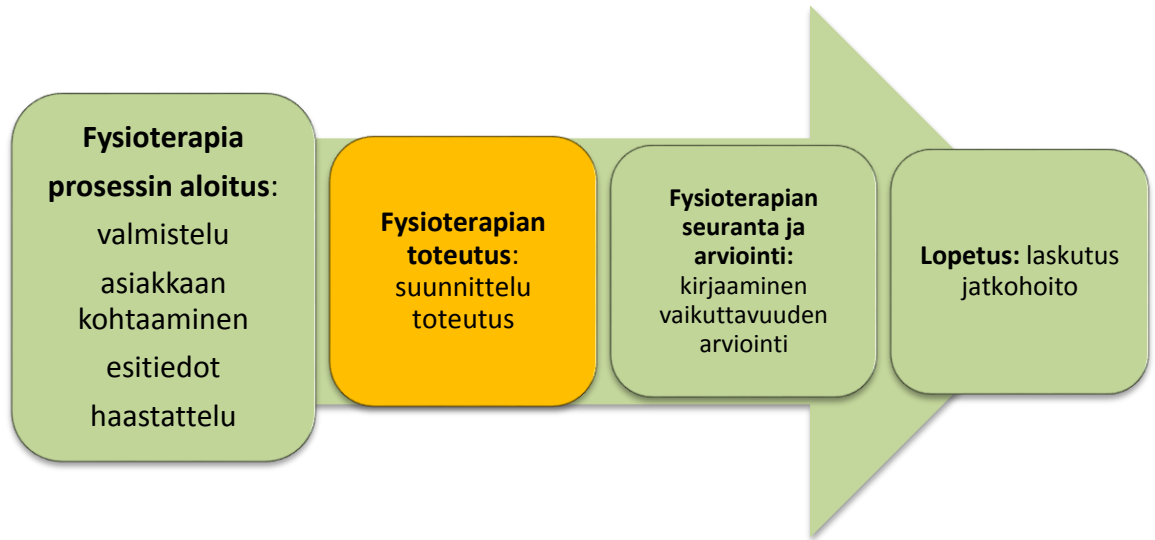 Fysioterapia
prosessin aloitus:
valmistelu
asiakkaan
kohtaaminen
esitiedot
haastattelu
Fysioterapian
toteutus:
suunnittelu
toteutus
Fysioterapian
seuranta ja
arviointi:
kirjaaminen
vaikuttavuuden
arviointi
Lopetus: laskutus
jatkohoito